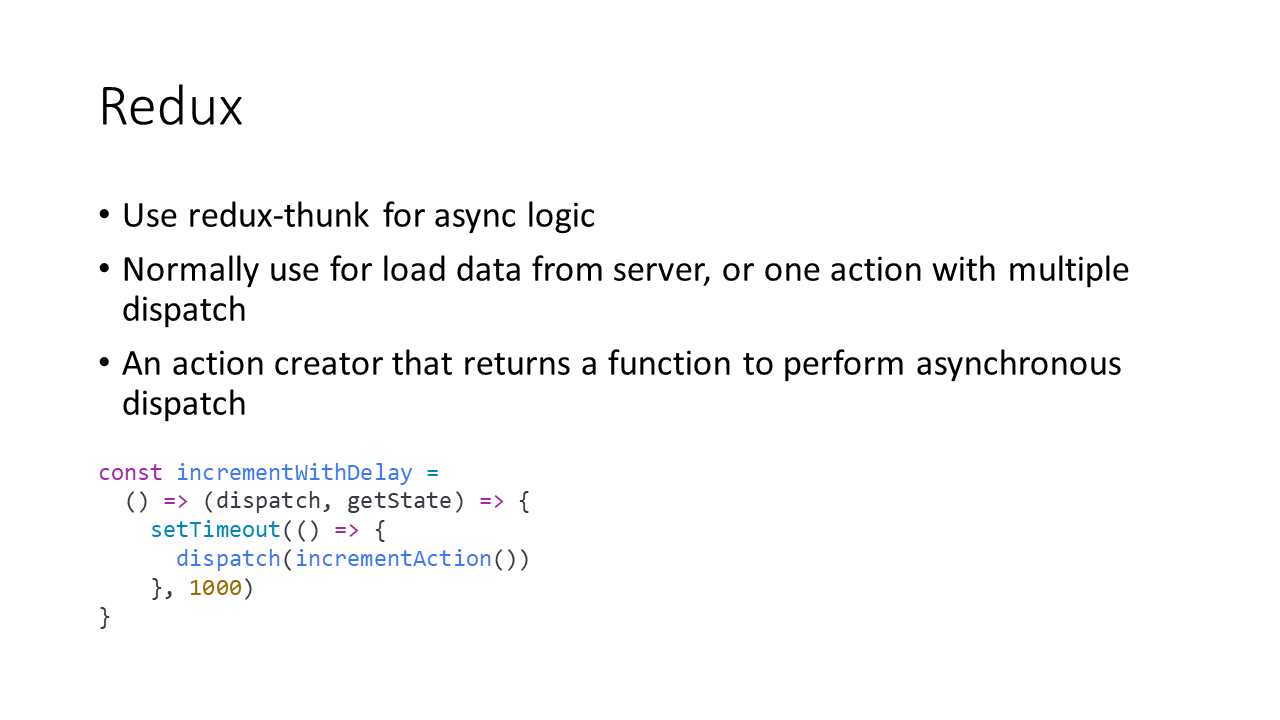 Redux
• Use redux-thunk for async logic
• Normally use for load data from server, or one action with multiple
dispatch
• An action creator that returns a function to perform asynchronous
dispatch
const incrementWithDelay =
  () => (dispatch, getState) => {
    setTimeout(() => {
      dispatch(incrementAction())
    }, 1000)
}